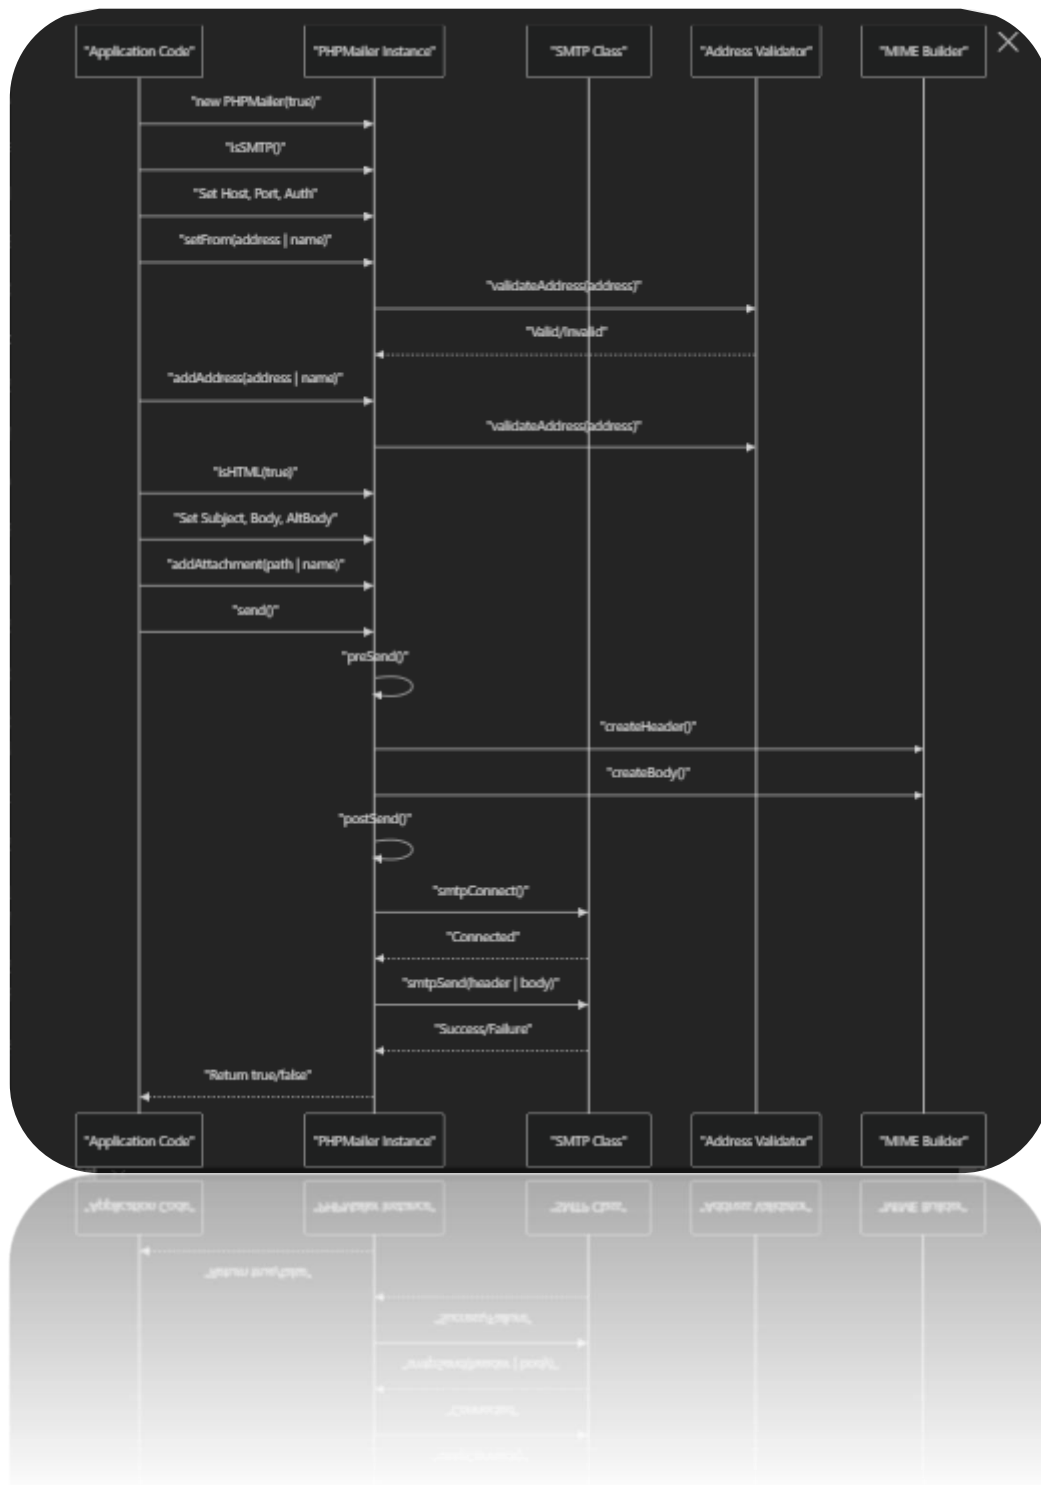 "Application Code" "PHPMailer Instance" "SMTP Class" "Address Validator" "MIME Builder"
"new PHPMailer(true)"
"isSMTP()"
"Set Host, Port, Auth"
"setFrom(address | name)"
"validateAddress(address)"
"Valid/Invalid"
"addAddress(address | name)"
"validateAddress(address)"
"isHTML(true)"
"Set Subject, Body, AltBody"
"addAttachment(path | name)"
"send()"
"preSend()"
"createHeader()"
"createBody()"
"postSend()"
"smtpConnect()"
"Connected"
"smtpSend(header | body)"
"Success/Failure"
"Return true/false"
"Application Code" "PHPMailer Instance" "SMTP Class" "Address Validator" "MIME Builder"